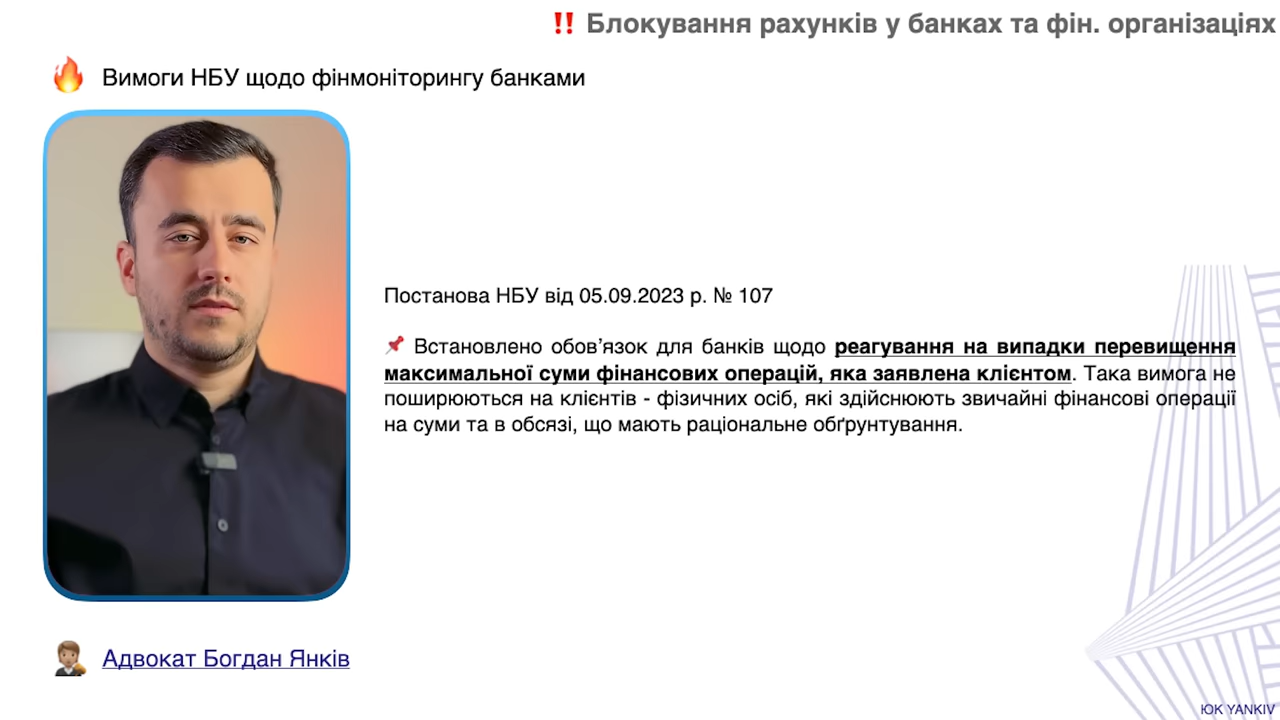 ‼️ Блокування рахунків у банках та фін. організаціях
🔥 Вимоги НБУ щодо фінмоніторингу банками
Постанова НБУ від 05.09.2023 р. № 107
📌 Встановлено обов’язок для банків щодо реагування на випадки перевищення
максимальної суми фінансових операцій, яка заявлена клієнтом. Така вимога не
поширюються на клієнтів - фізичних осіб, які здійснюють звичайні фінансові операції
на суми та в обсязі, що мають раціональне обґрунтування.
Адвокат Богдан Янків
ЮК YANKIV